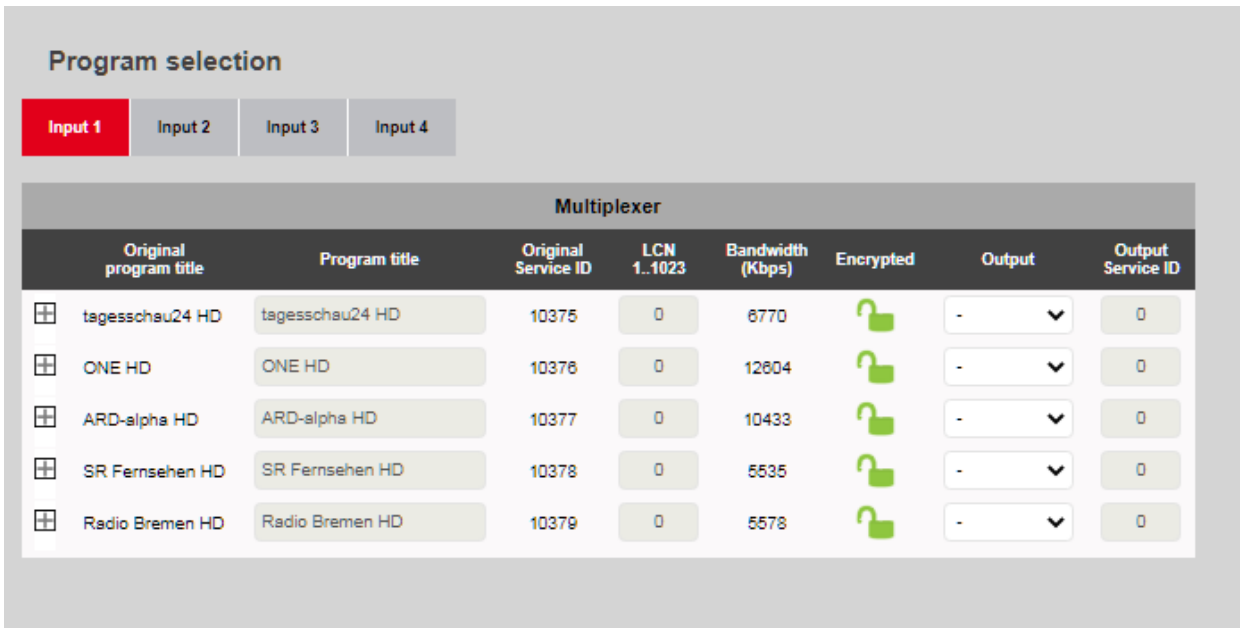 Program selection
Input 1 Input 2 Input 3 Input 4
Multiplexer
Original program title Program title Original Service ID LCN 1..1023 Bandwidth (Kbps) Encrypted Output Output Service ID
tagesschau24 HD tagesschau24 HD 10375 0 6770 - 0
ONE HD ONE HD 10376 0 12604 - 0
ARD-alpha HD ARD-alpha HD 10377 0 10433 - 0
SR Fernsehen HD SR Fernsehen HD 10378 0 5535 - 0
Radio Bremen HD Radio Bremen HD 10379 0 5578 - 0